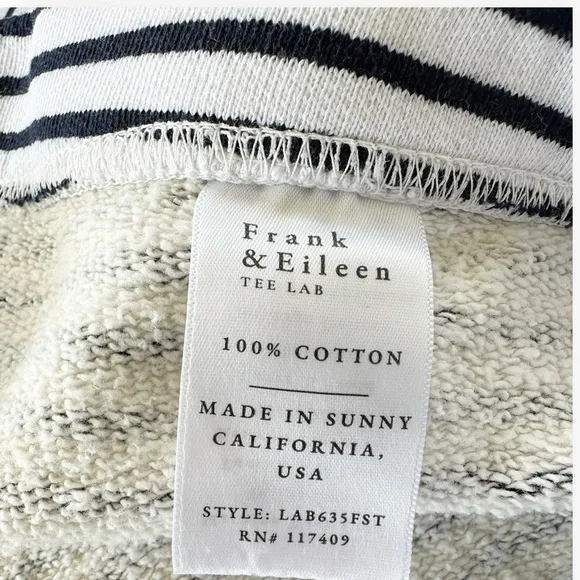 Frank
& Eileen
TEE LAB
100% COTTON
MADE IN SUNNY
CALIFORNIA,
USA
STYLE: LAB635FST
RN# 117409